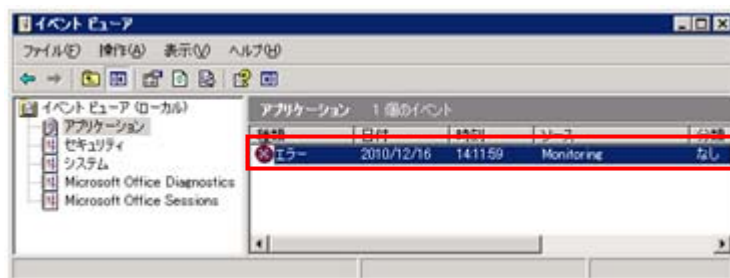 イベント ビューア
ファイル(F) 操作(A) 表示(V) ヘルプ(H)
イベント ビューア (ローカル)
アプリケーション
セキュリティ
システム
Microsoft Office Diagnostics
Microsoft Office Sessions
アプリケーション 1 個のイベント
種類 日付 時刻 ソース 分類
エラー 2010/12/16 14:11:59 Monitoring なし